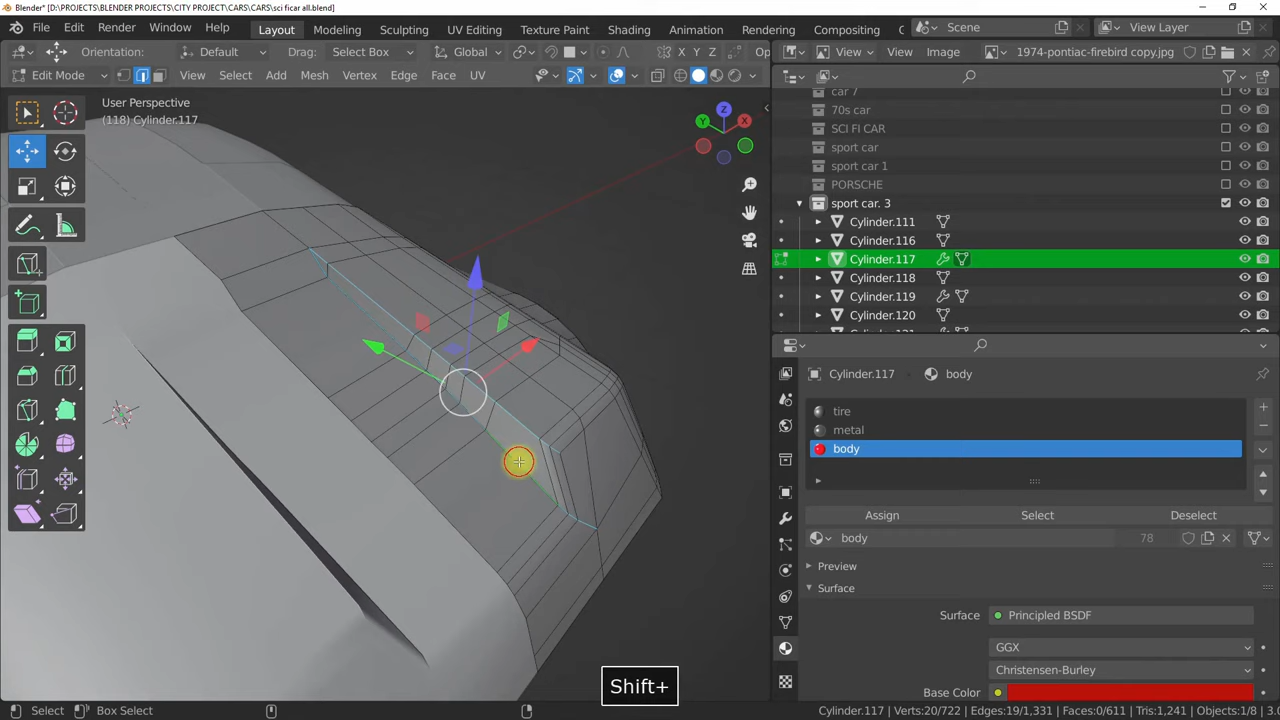 Blender* [D:\PROJECTS\BLENDER PROJECTS\CITY PROJECT\CARS\CARS\sci ficar all.blend]
File Edit Render Window Help Layout Modeling Sculpting UV Editing Texture Paint Shading Animation Rendering Compositing Scene View Layer
Orientation: Default Drag: Select Box Global X Y Z Op View View Image 1974-pontiac-firebird copy.jpg
Edit Mode View Select Add Mesh Vertex Edge Face UV
User Perspective
(118) Cylinder.117
Z
Y
X
car 7
70s car
SCI FI CAR
sport car
sport car 1
PORSCHE
sport car. 3
Cylinder.111
Cylinder.116
Cylinder.117
Cylinder.118
Cylinder.119
Cylinder.120
Cylinder.117 body
tire
metal
body
Assign Select Deselect
body 78
Preview
Surface
Surface Principled BSDF
GGX
Christensen-Burley
Base Color
Shift+
Select Box Select Cylinder.117 | Verts:20/722 | Edges:19/1,331 | Faces:0/611 | Tris:1,241 | Objects:1/8 | 3.0